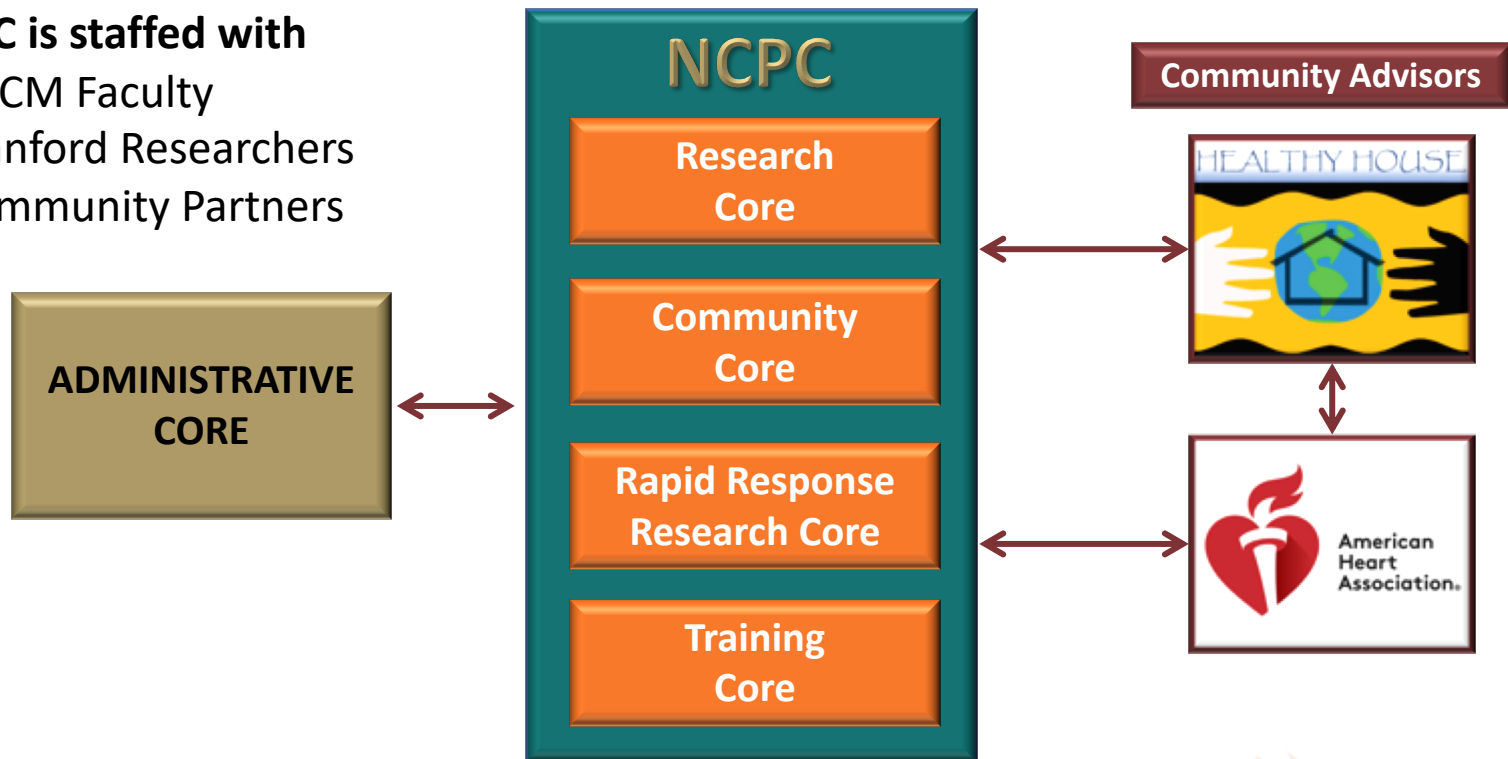 C is staffed with
CM Faculty
nford Researchers
mmunity Partners
ADMINISTRATIVE
CORE
NCPC
Research
Core
Community
Core
Rapid Response
Research Core
Training
Core
Community Advisors
HEALTHY HOUSE
American
Heart
Association.